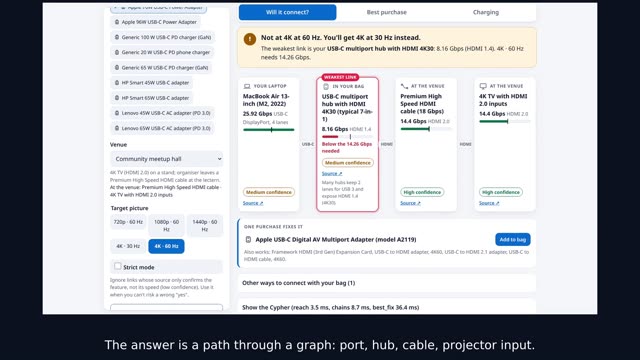 Apple 96W USB-C Power Adapter
Generic 100 W USB-C PD charger (GaN)
Generic 20 W USB-C PD phone charger
Generic 65 W USB-C PD charger (GaN)
HP Smart 45W USB-C adapter
HP Smart 65W USB-C adapter
Lenovo 45W USB-C AC adapter (PD 3.0)
Lenovo 65W USB-C AC adapter (PD 3.0)
Venue
Community meetup hall
4K TV (HDMI 2.0) on a stand; organiser leaves a
Premium High Speed HDMI cable at the lectern.
At the venue: Premium High Speed HDMI cable ·
4K TV with HDMI 2.0 inputs
Target picture
720p · 60 Hz
1080p · 60 Hz
1440p · 60 Hz
4K · 30 Hz
4K · 60 Hz
Strict mode
Ignore links whose source only confirms the
feature, not its speed (low confidence). Use it
when you can't risk a wrong "yes".
Will it connect?
Best purchase
Charging
Not at 4K at 60 Hz. You'll get 4K at 30 Hz instead.
The weakest link is your USB-C multiport hub with HDMI 4K30: 8.16 Gbps (HDMI 1.4). 4K · 60 Hz
needs 14.26 Gbps.
YOUR LAPTOP
MacBook Air 13-
inch (M2, 2022)
25.92 Gbps USB-C
DisplayPort, 4 lanes
Medium confidence
Source ↗
USB-C
WEAKEST LINK
IN YOUR BAG
USB-C multiport
hub with HDMI
4K30 (typical 7-in-
1)
8.16 Gbps HDMI 1.4
Below the 14.26 Gbps
needed
Medium confidence
Source ↗
Many hubs keep 2
lanes for USB 3 and
expose HDMI 1.4
(4K30).
HDMI
AT THE VENUE
Premium High
Speed HDMI
cable (18 Gbps)
14.4 Gbps HDMI 2.0
High confidence
Source ↗
HDMI
AT THE VENUE
4K TV with HDMI
2.0 inputs
14.4 Gbps HDMI 2.0
High confidence
Source ↗
ONE PURCHASE FIXES IT
Apple USB-C Digital AV Multiport Adapter (model A2119)
Add to bag
Also works: Framework HDMI (3rd Gen) Expansion Card, USB-C to HDMI adapter, 4K60, USB-C to HDMI 2.1 adapter, USB-C to
HDMI cable, 4K60.
Other ways to connect with your bag (1)
Show the Cypher (reach 3.5 ms, chains 8.7 ms, best_fix 36.4 ms)
The answer is a path through a graph: port, hub, cable, projector input.